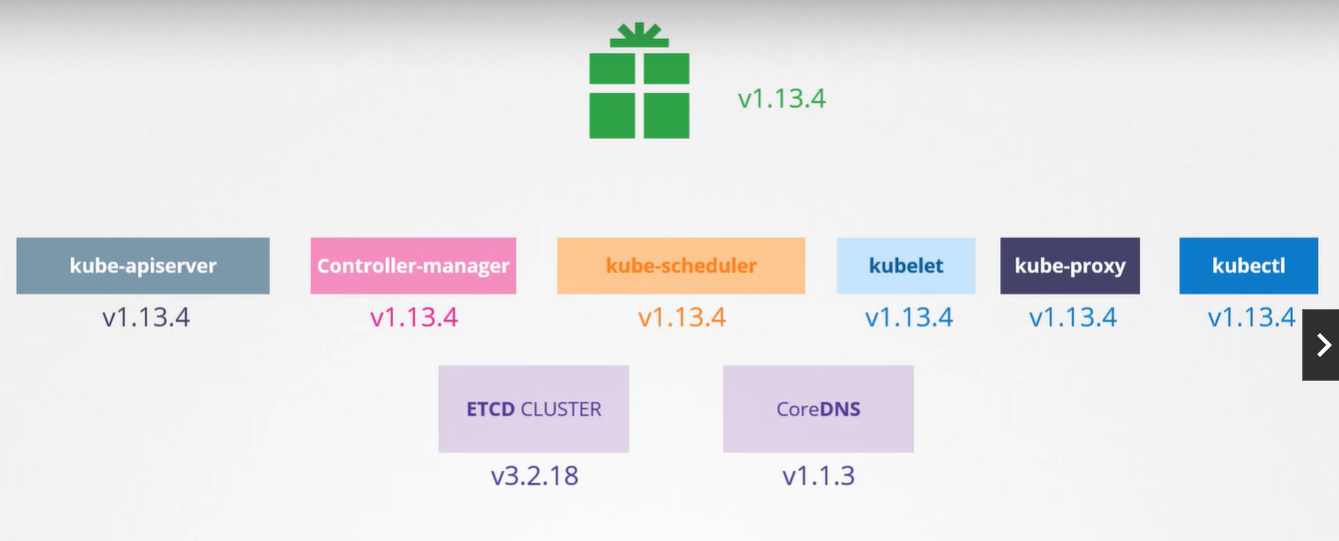 v1.13.4
kube-apiserver
Controller-manager
kube-scheduler
kubelet
kube-proxy
kubectl
v1.13.4
v1.13.4
v1.13.4
v1.13.4
v1.13.4
v1.13.4
ETCD CLUSTER
CoreDNS
v3.2.18
v1.1.3